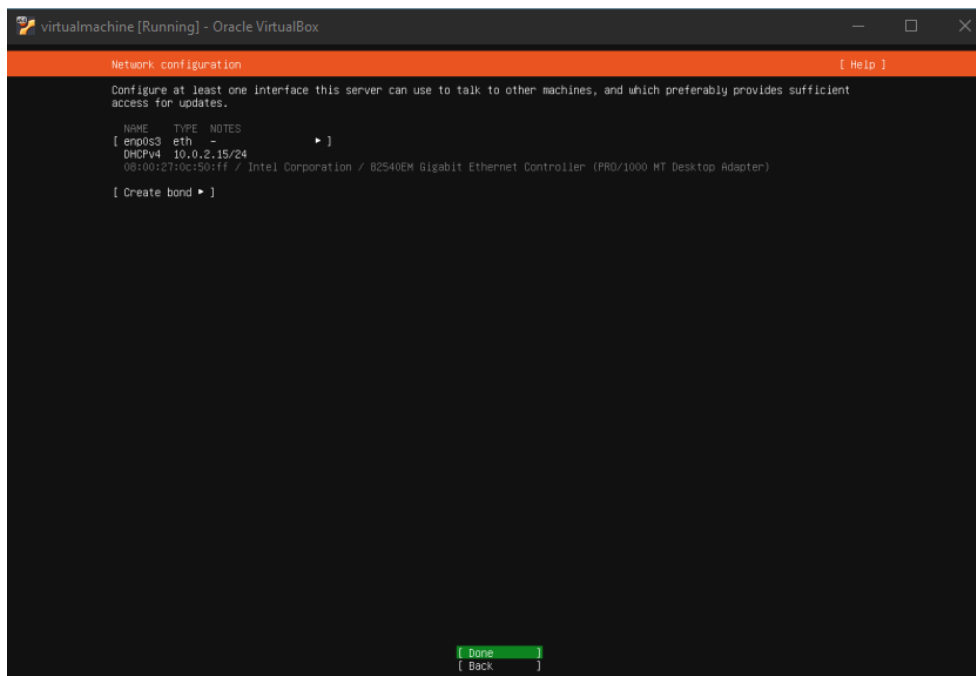 virtualmachine [Running] - Oracle VirtualBox
Network configuration [ Help ]
Configure at least one interface this server can use to talk to other machines, and which preferably provides sufficient
access for updates.
NAME TYPE NOTES
[ enp0s3 eth - ▸ ]
DHCPv4 10.0.2.15/24
08:00:27:0c:50:ff / Intel Corporation / 82540EM Gigabit Ethernet Controller (PRO/1000 MT Desktop Adapter)
[ Create bond ▸ ]
[ Done ]
[ Back ]